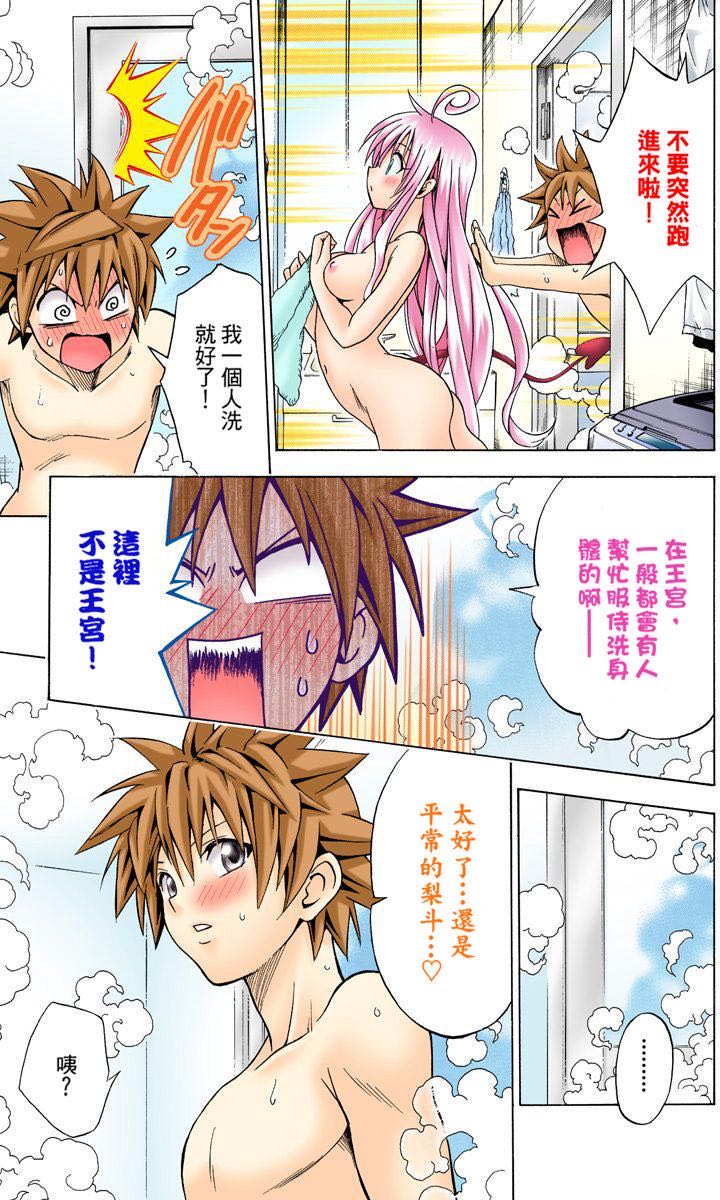 不要突然跑
進來啦！
ド
バ
タ
ン
我一個人洗
就好了！
在王宮，
一般都會有人
幫忙服侍洗身
體的啊——
這裡
不是王宮！
………
太好了…還是
平常的梨斗…♡
咦？